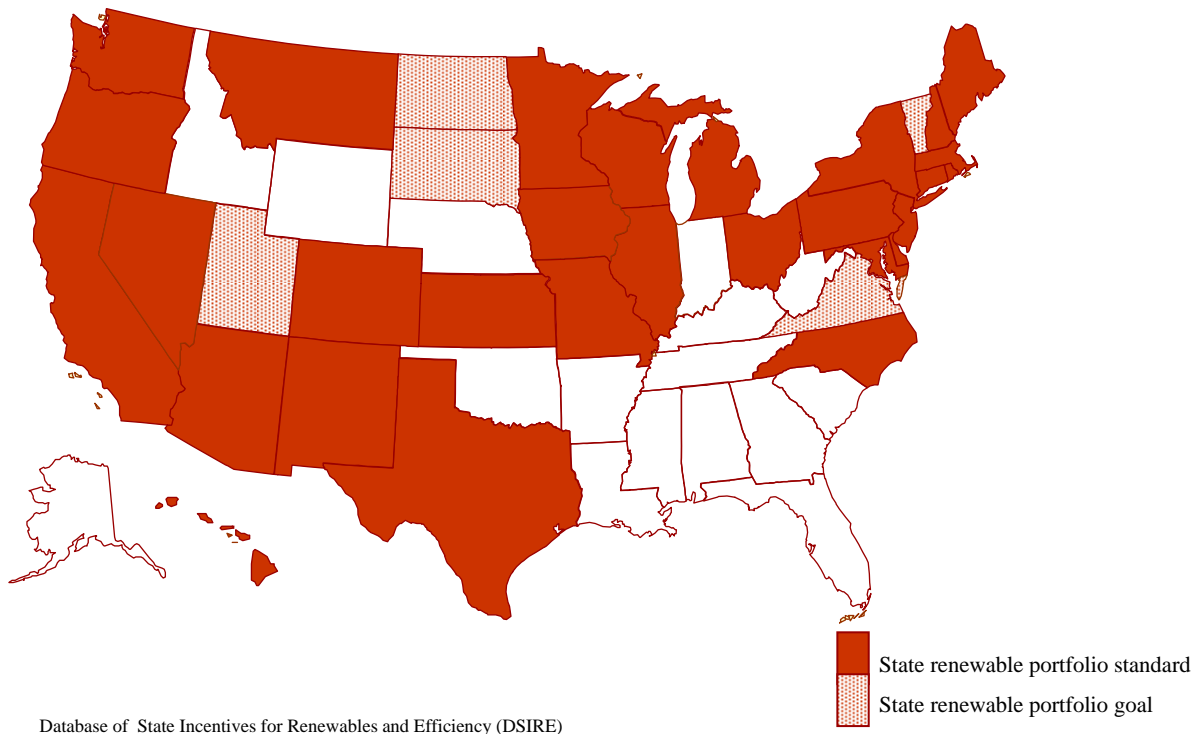 State renewable portfolio standard
State renewable portfolio goal
Database of State Incentives for Renewables and Efficiency (DSIRE)